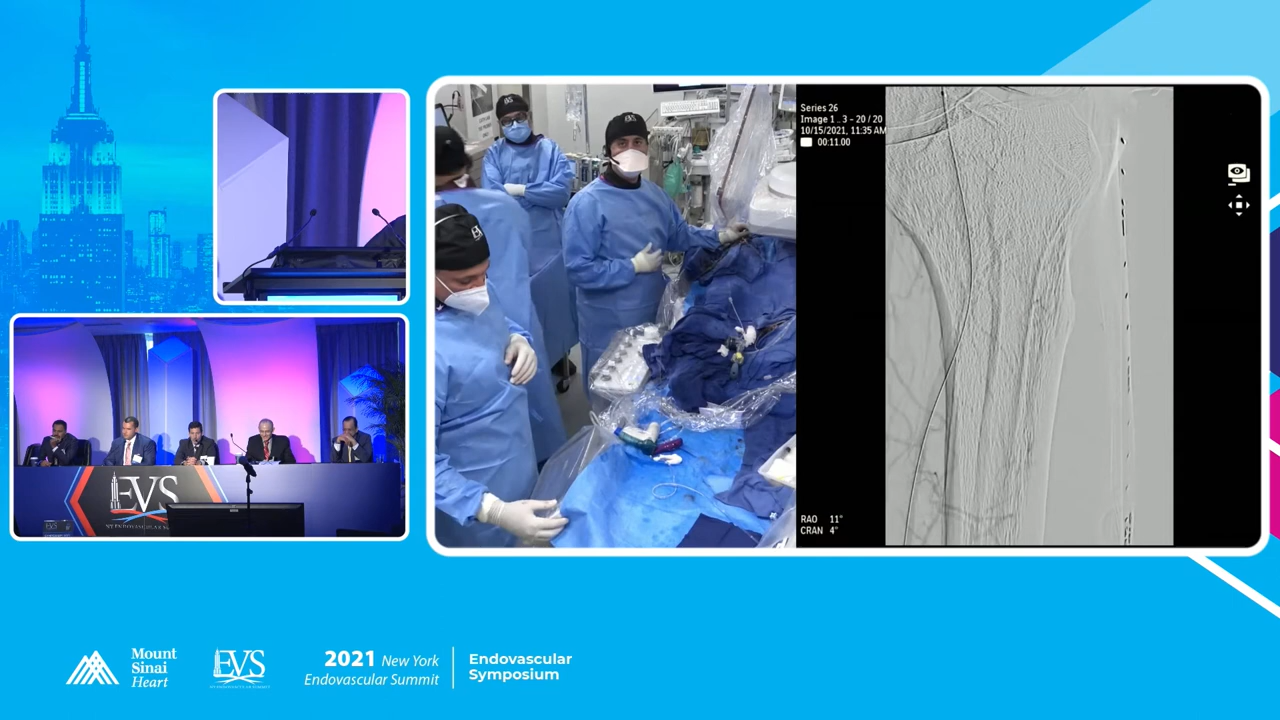 Series 26
Image 1 .. 3 - 20 / 20
10/15/2021, 11:35 AM
00:11.00
RAO 11°
CRAN 4°
EVS
Mount
Sinai
Heart
EVS
2021 New York
Endovascular Summit
Endovascular
Symposium